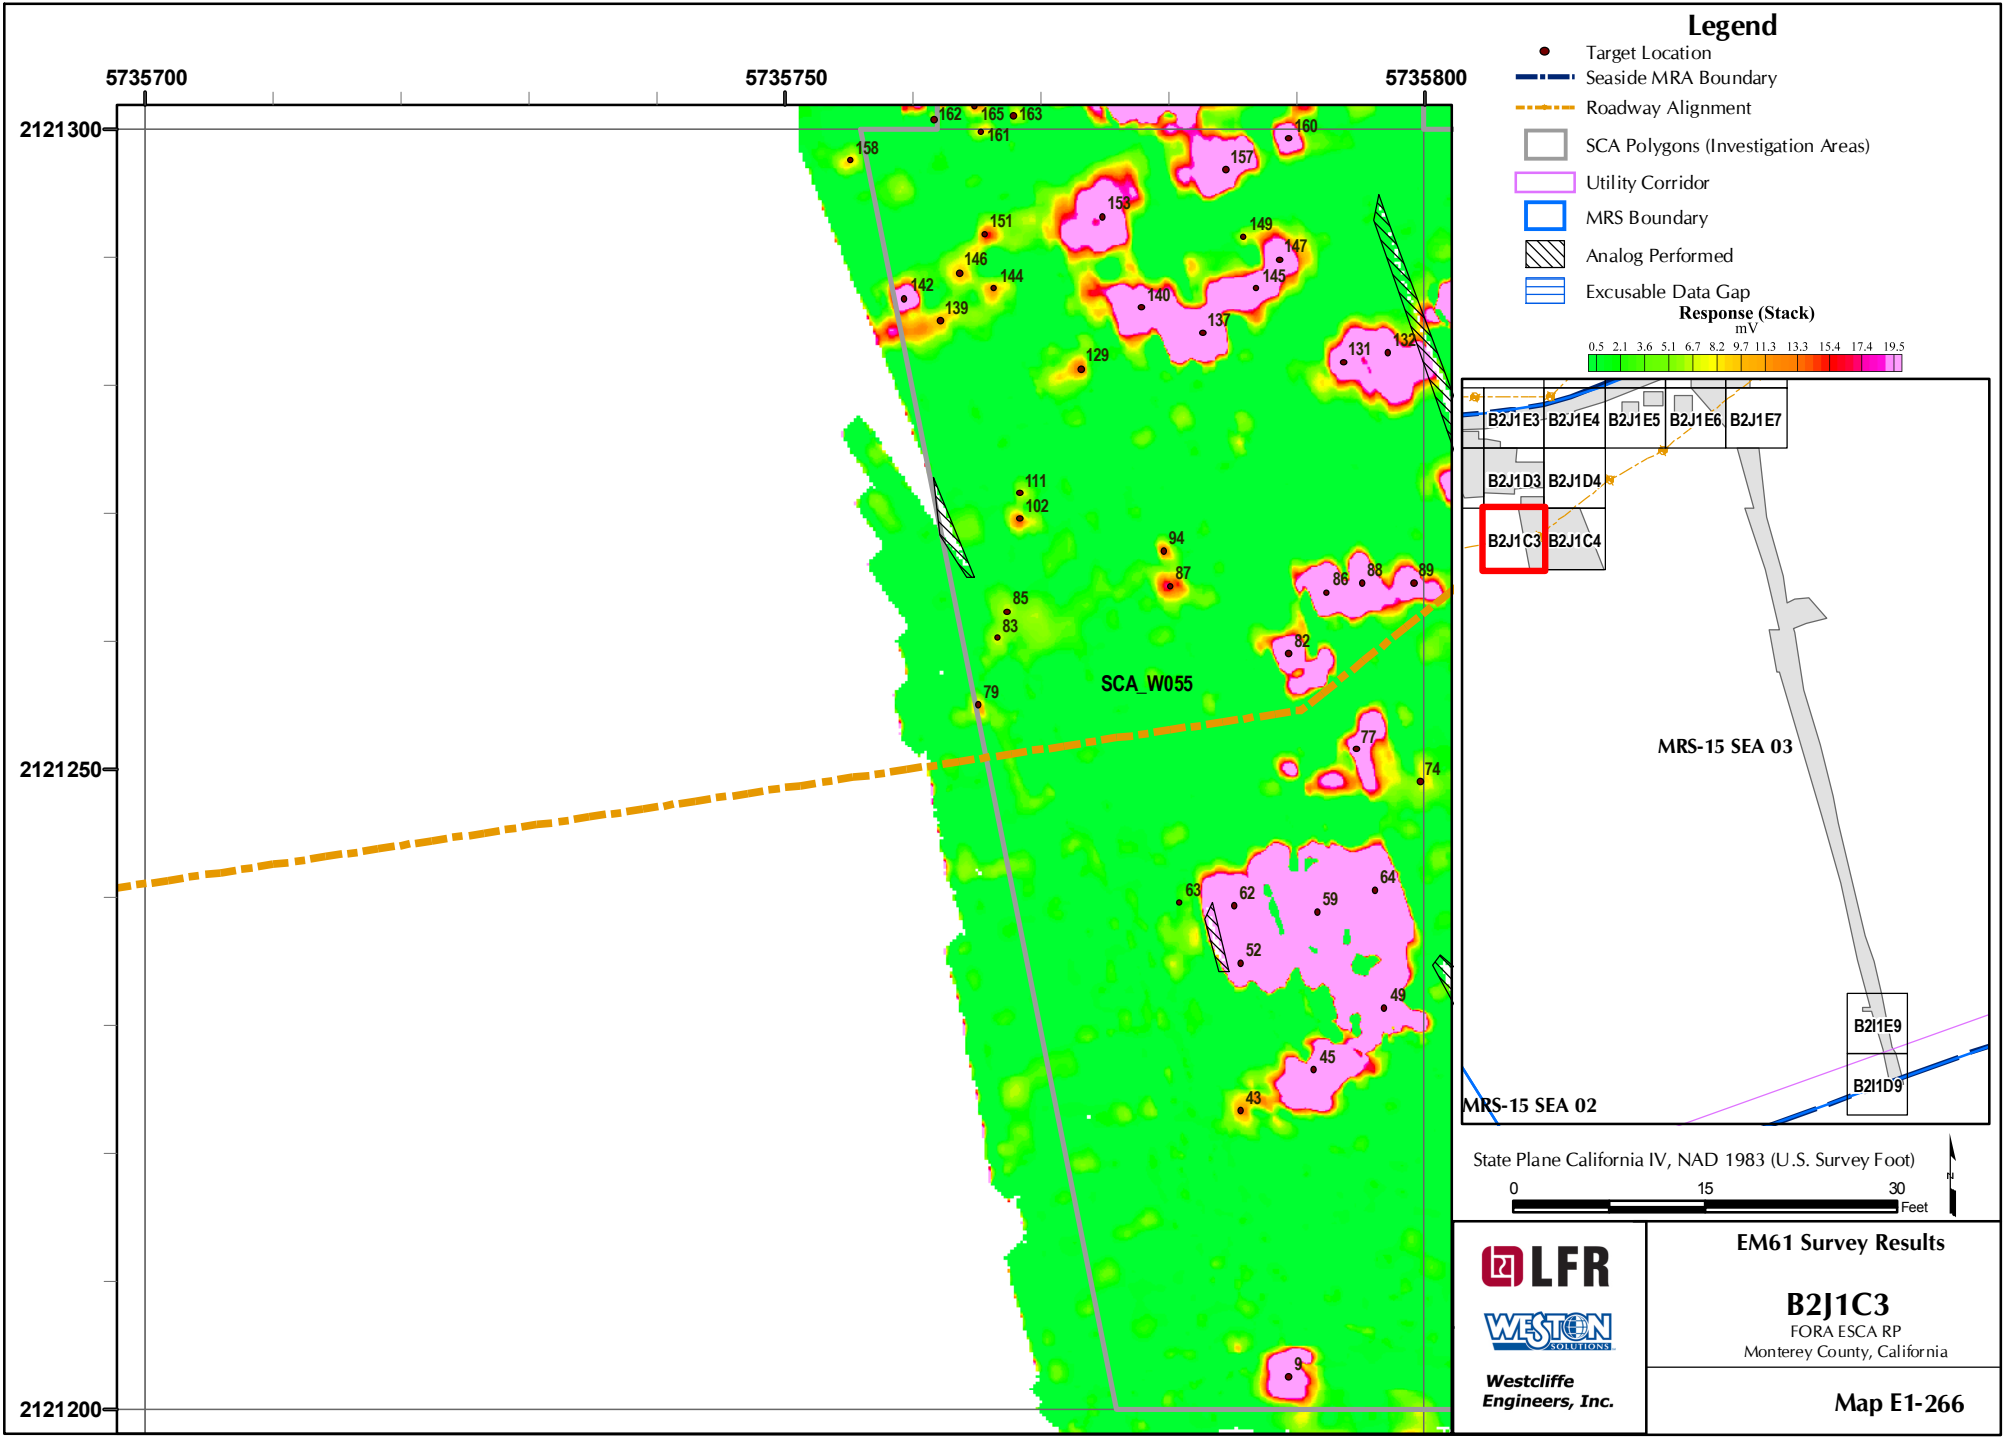 Legend
Target Location
Seaside MRA Boundary
Roadway Alignment
SCA Polygons (Investigation Areas)
Utility Corridor
MRS Boundary
Analog Performed
Excusable Data Gap
Response (Stack)
mV
0.5 2.1 3.6 5.1 6.7 8.2 9.7 11.3 13.3 15.4 17.4 19.5
5735700 5735750 5735800
2121300
162 165 163
161
160
158
157
153
151
149
147
146
144
145
142
140
139
137
132
131
129
111
102
94
87
86 88 89
85
83
82
SCA_W055
79
77
74
2121250
64
63 62 59
52
49
45
43
9
2121200
B2J1E3 B2J1E4 B2J1E5 B2J1E6 B2J1E7
B2J1D3 B2J1D4
B2J1C3 B2J1C4
MRS-15 SEA 03
B2I1E9
B2I1D9
MRS-15 SEA 02
State Plane California IV, NAD 1983 (U.S. Survey Foot)
N
0 15 30
Feet
LFR
WESTON
SOLUTIONS
Westcliffe
Engineers, Inc.
EM61 Survey Results
B2J1C3
FORA ESCA RP
Monterey County, California
Map E1-266